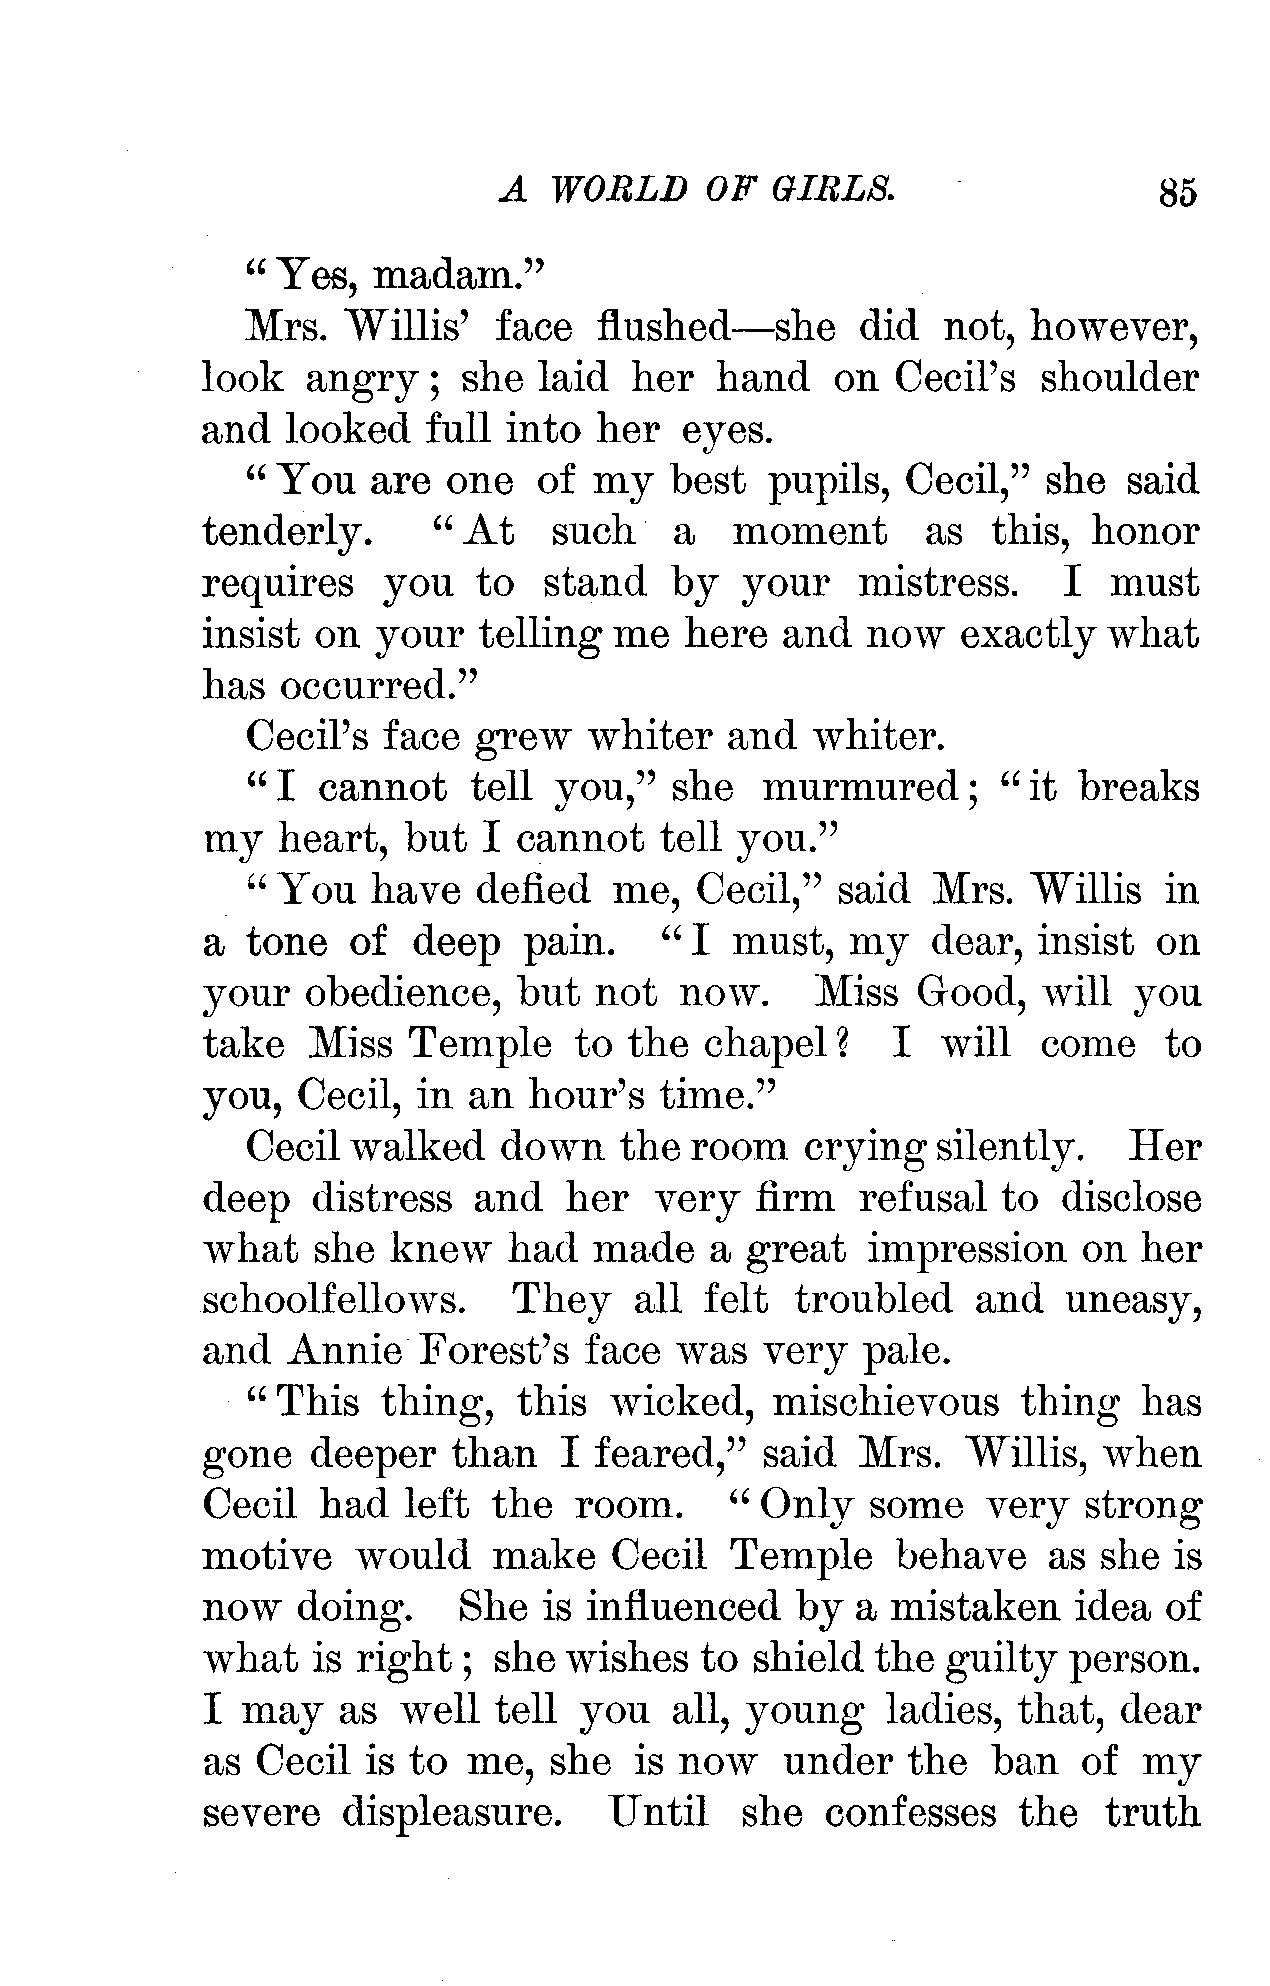 A WORLD OF GIRLS. 85
“Yes, madam.”
Mrs. Willis’ face flushed—she did not, however,
look angry; she laid her hand on Cecil’s shoulder
and looked full into her eyes.
“You are one of my best pupils, Cecil,” she said
tenderly. “At such a moment as this, honor
requires you to stand by your mistress. I must
insist on your telling me here and now exactly what
has occurred.”
Cecil’s face grew whiter and whiter.
“I cannot tell you,” she murmured; “it breaks
my heart, but I cannot tell you.”
“You have defied me, Cecil,” said Mrs. Willis in
a tone of deep pain. “I must, my dear, insist on
your obedience, but not now. Miss Good, will you
take Miss Temple to the chapel? I will come to
you, Cecil, in an hour’s time.”
Cecil walked down the room crying silently. Her
deep distress and her very firm refusal to disclose
what she knew had made a great impression on her
schoolfellows. They all felt troubled and uneasy,
and Annie Forest’s face was very pale.
“This thing, this wicked, mischievous thing has
gone deeper than I feared,” said Mrs. Willis, when
Cecil had left the room. “Only some very strong
motive would make Cecil Temple behave as she is
now doing. She is influenced by a mistaken idea of
what is right; she wishes to shield the guilty person.
I may as well tell you all, young ladies, that, dear
as Cecil is to me, she is now under the ban of my
severe displeasure. Until she confesses the truth